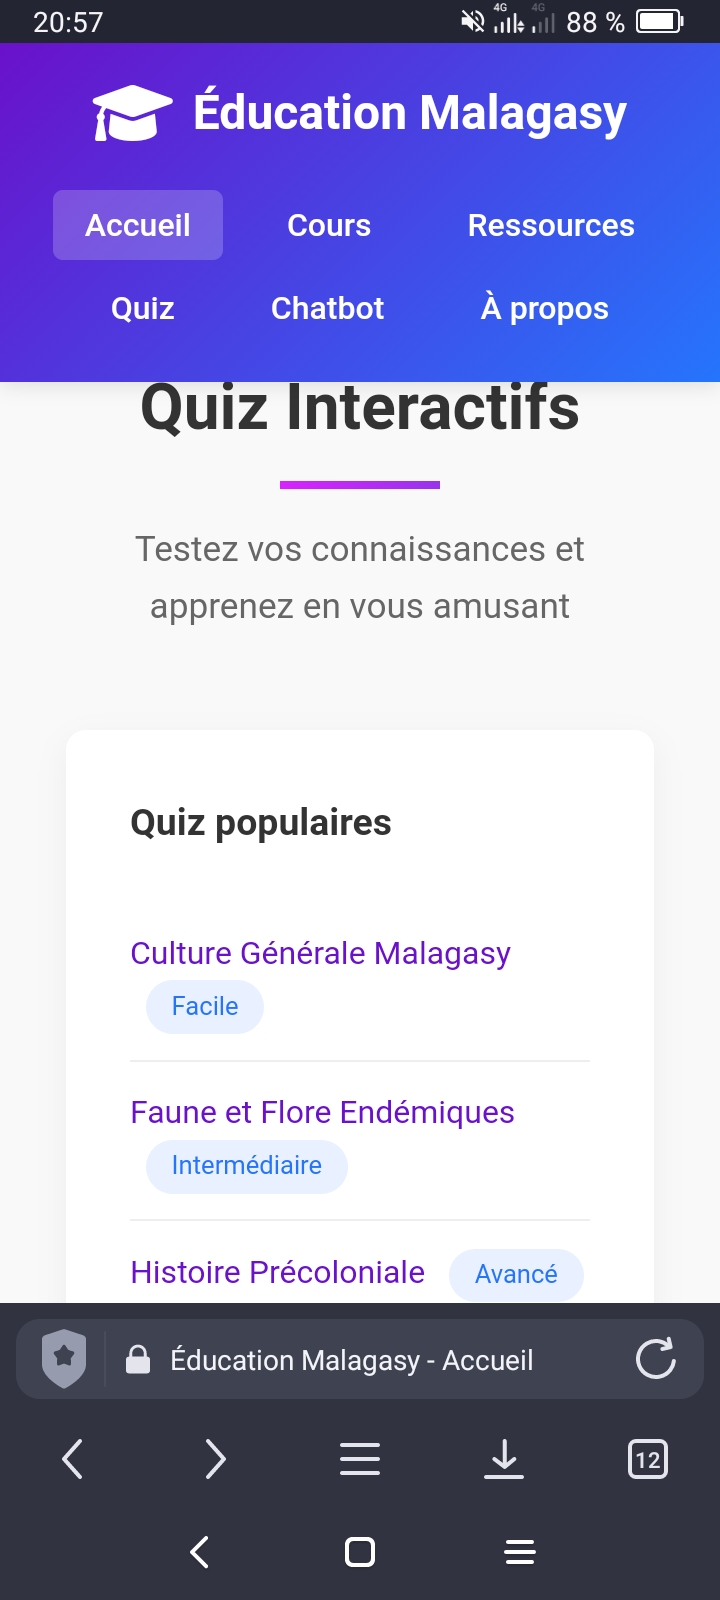 20:57
4G 4G 88 %
Éducation Malagasy
Accueil Cours Ressources
Quiz Chatbot À propos
Quiz Interactifs
Testez vos connaissances et
apprenez en vous amusant
Quiz populaires
Culture Générale Malagasy
Facile
Faune et Flore Endémiques
Intermédiaire
Histoire Précoloniale Avancé
Éducation Malagasy - Accueil
12